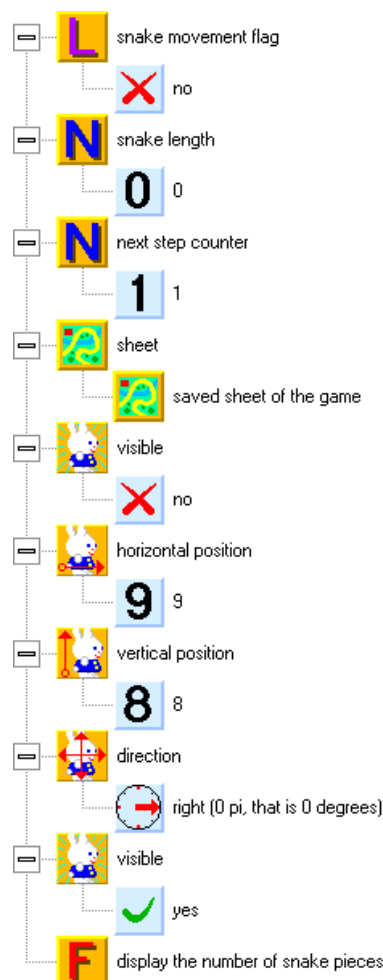 L snake movement flag
no
N snake length
0 0
N next step counter
1 1
sheet
saved sheet of the game
visible
no
horizontal position
9 9
vertical position
8 8
direction
right (0 pi, that is 0 degrees)
visible
yes
F display the number of snake pieces